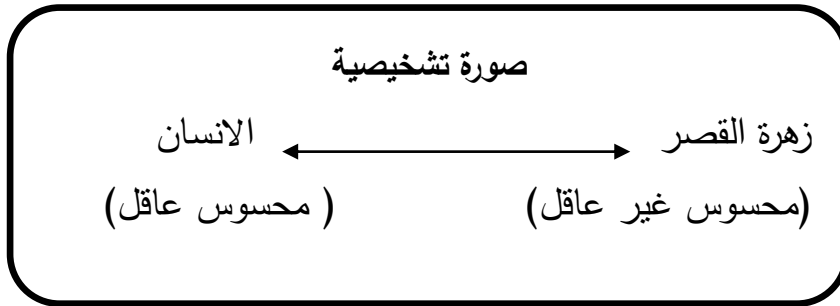 صورة تشخيصية
زهرة القصر الانسان
(محسوس غير عاقل) ( محسوس عاقل)